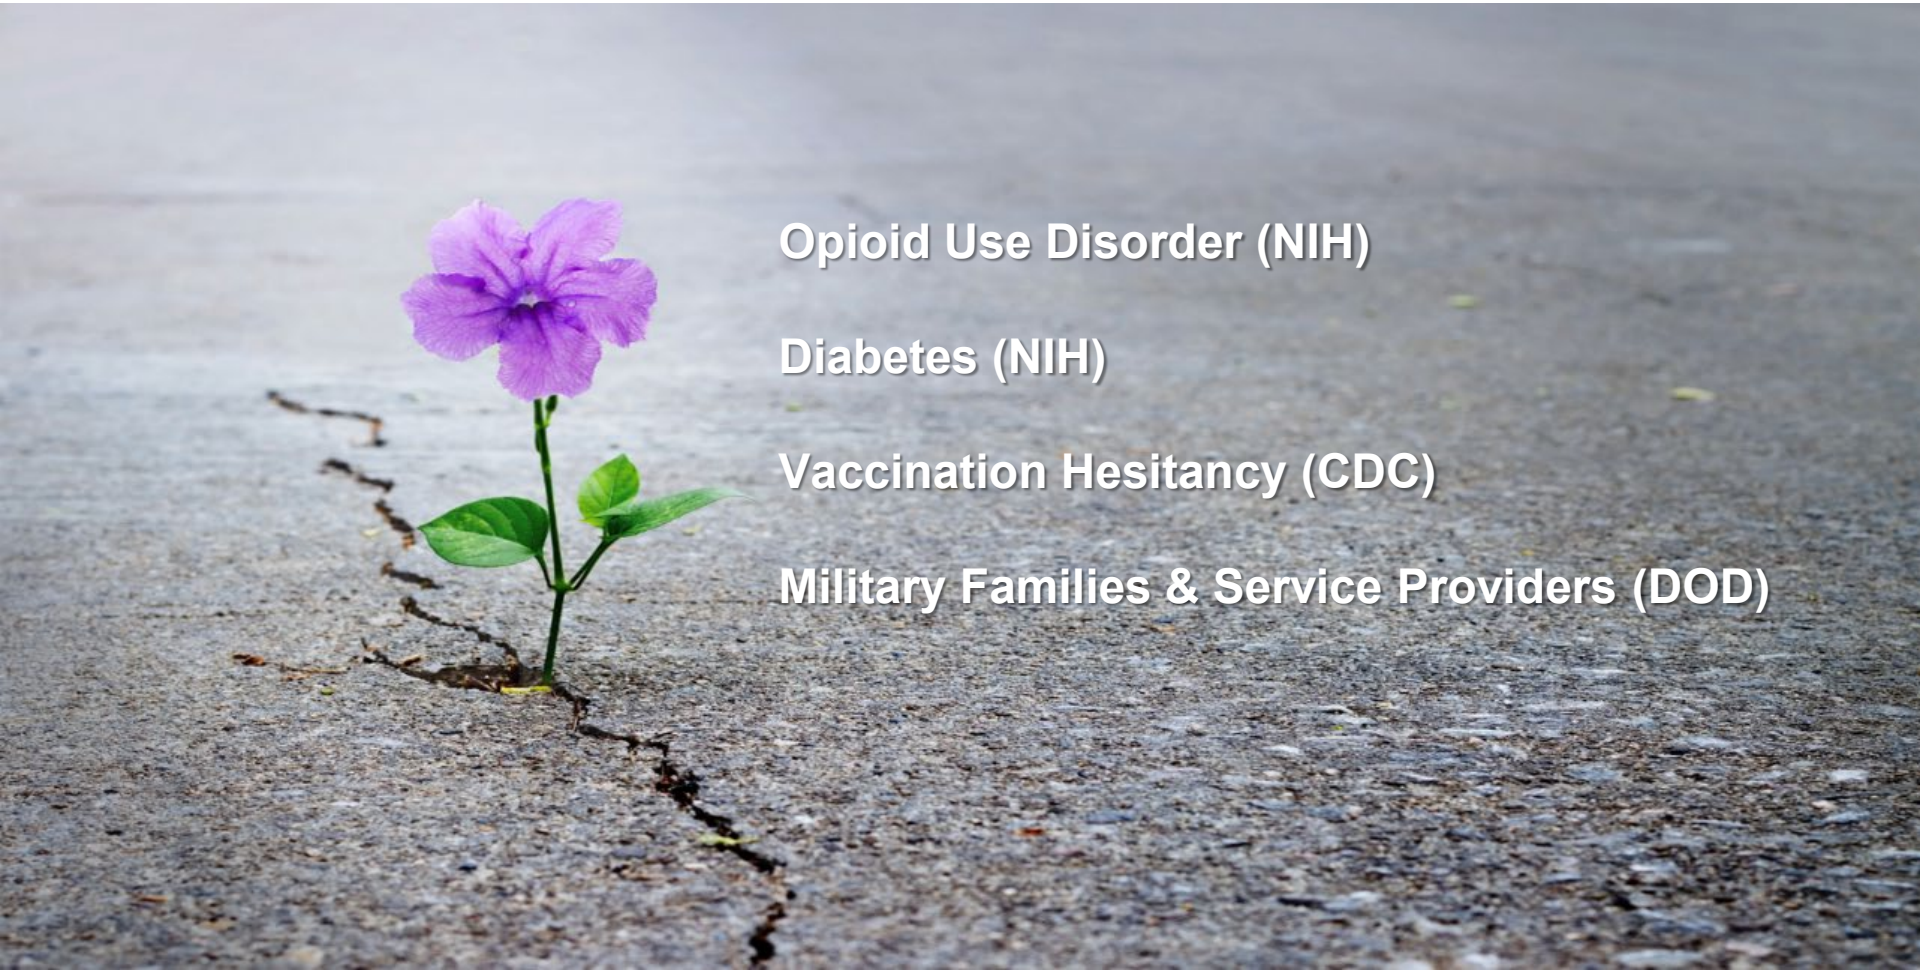 Opioid Use Disorder (NIH)
Diabetes (NIH)
Vaccination Hesitancy (CDC)
Military Families & Service Providers (DOD)